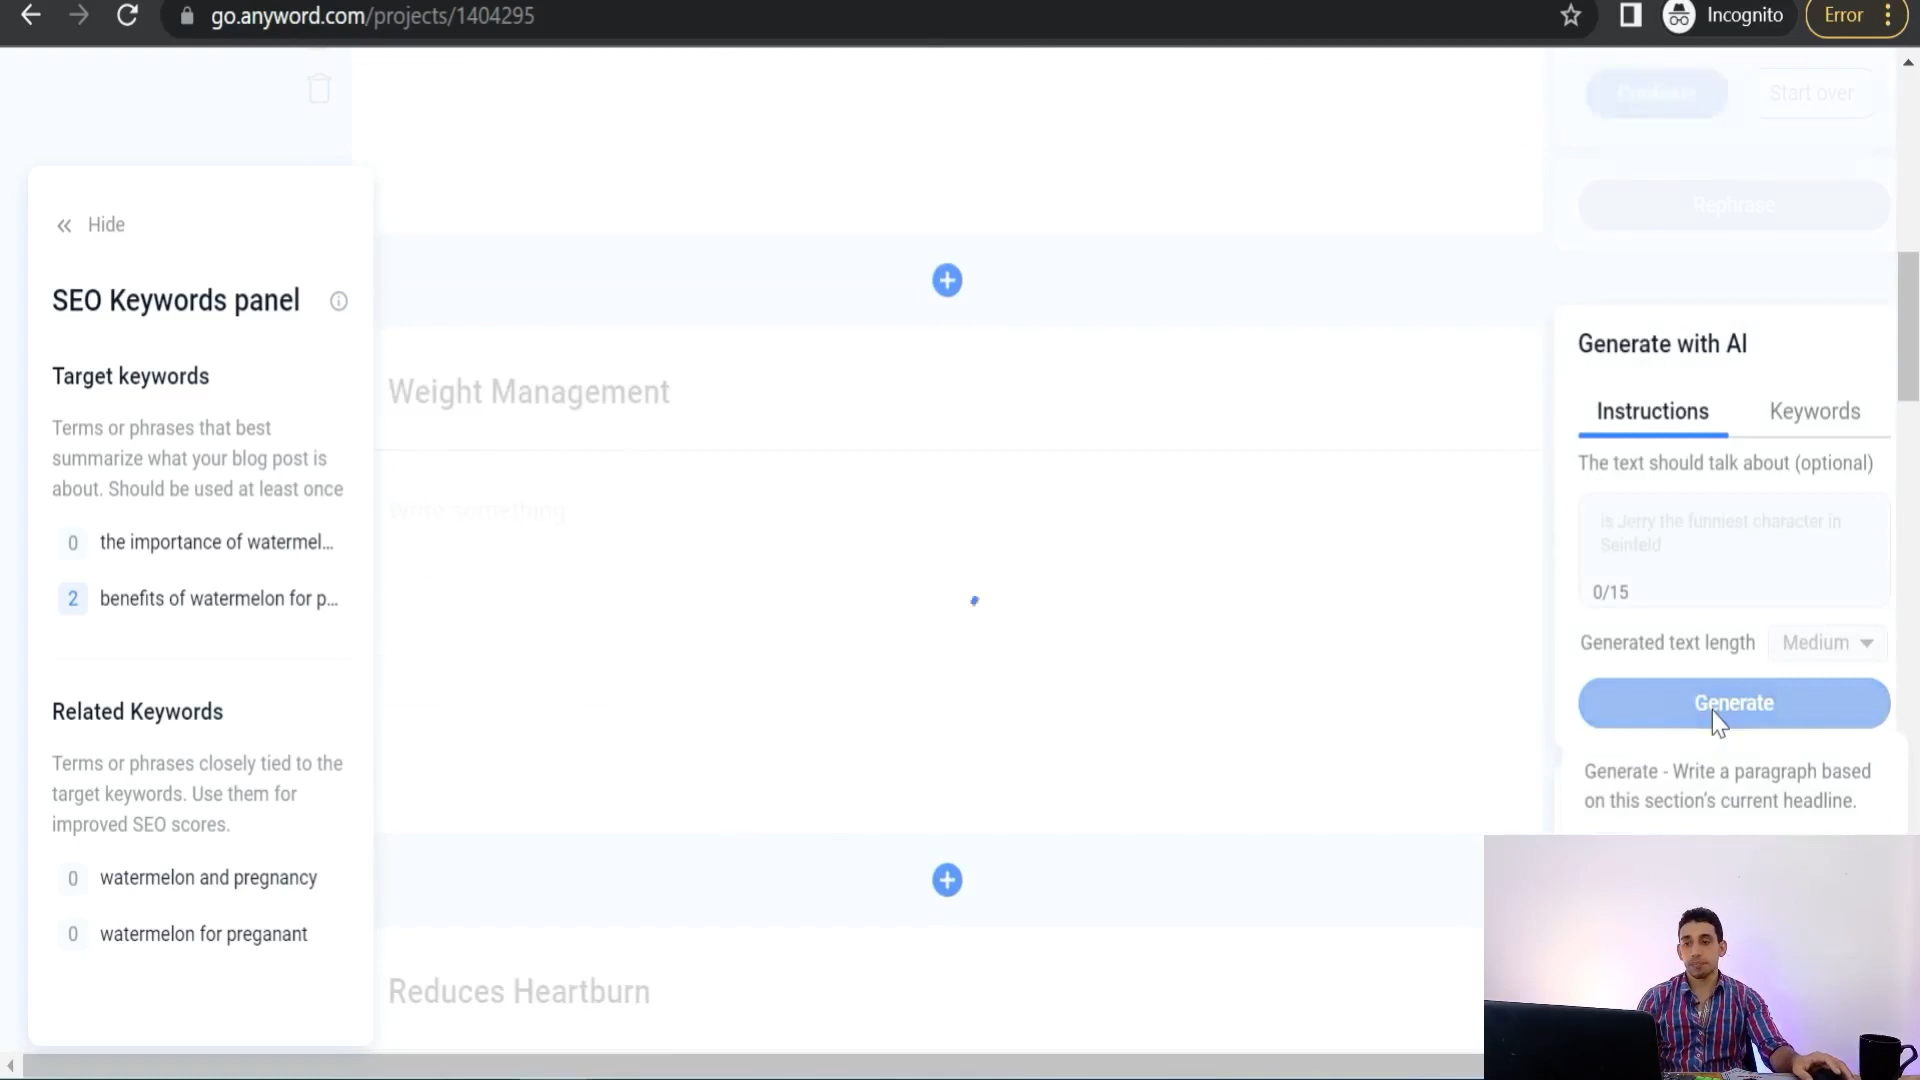 go.anyword.com/projects/1404295
Incognito
Error
Start over
Rephrase
Hide
SEO Keywords panel
Target keywords
Terms or phrases that best
summarize what your blog post is
about. Should be used at least once
0 the importance of watermel...
2 benefits of watermelon for p...
Related Keywords
Terms or phrases closely tied to the
target keywords. Use them for
improved SEO scores.
0 watermelon and pregnancy
0 watermelon for preganant
Weight Management
Write something
Reduces Heartburn
Generate with AI
Instructions
Keywords
The text should talk about (optional)
is Jerry the funniest character in
Seinfeld
0/15
Generated text length
Medium
Generate
Generate - Write a paragraph based
on this section's current headline.